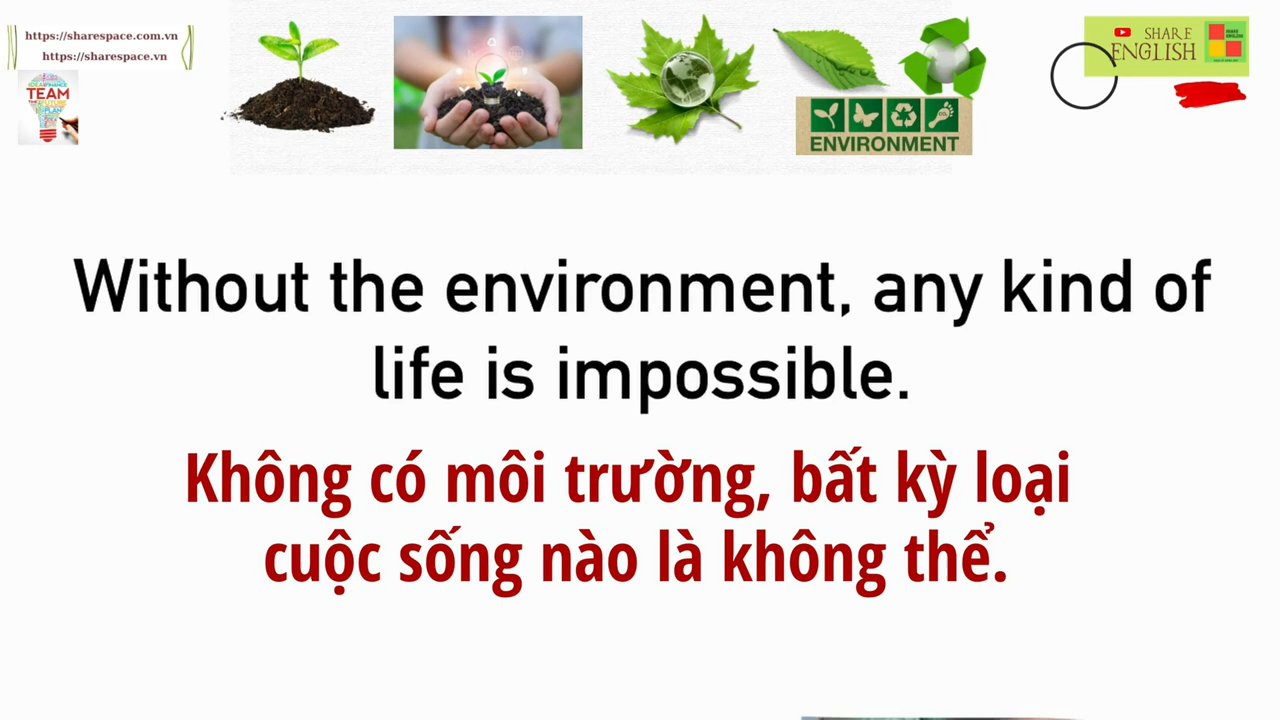 https://sharespace.com.vn
https://sharespace.vn
TEAM
PLAN
ENVIRONMENT
SHARE
ENGLISH
Without the environment, any kind of
life is impossible.
Không có môi trường, bất kỳ loại
cuộc sống nào là không thể.